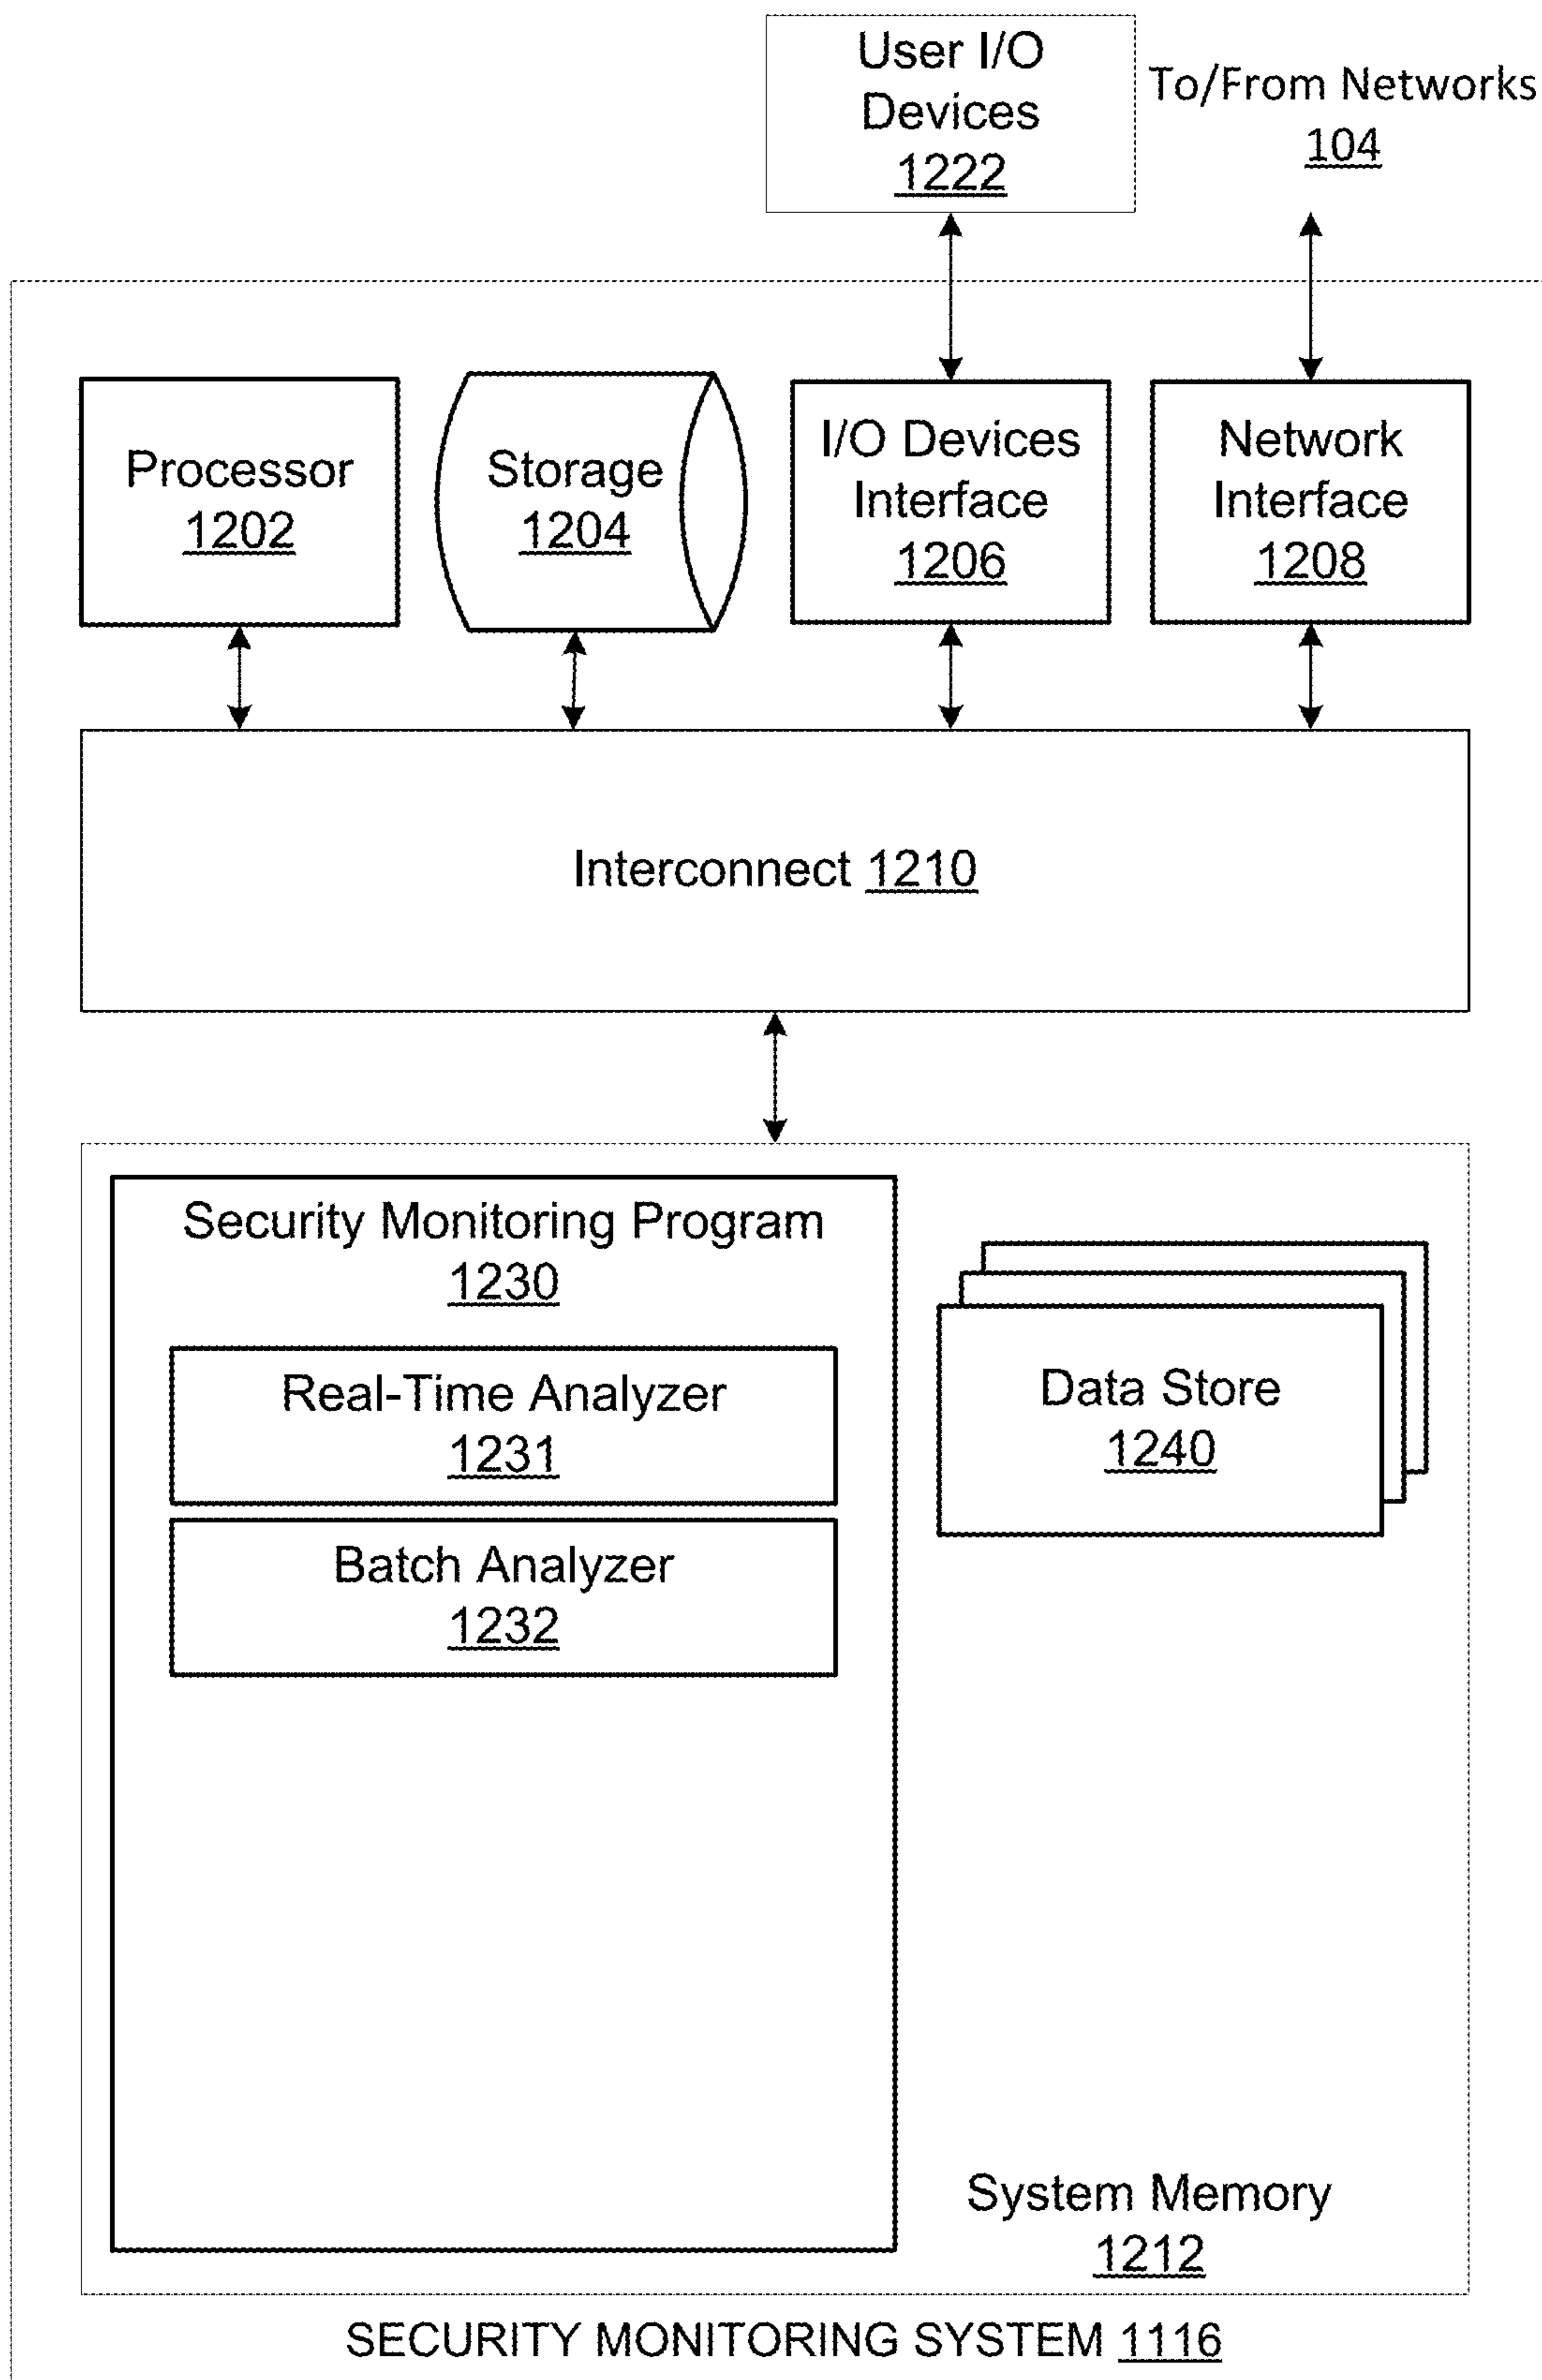 User I/O
Devices
1222
To/From Networks
104
Processor
1202
Storage
1204
I/O Devices
Interface
1206
Network
Interface
1208
Interconnect 1210
Security Monitoring Program
1230
Real-Time Analyzer
1231
Batch Analyzer
1232
Data Store
1240
System Memory
1212
SECURITY MONITORING SYSTEM 1116